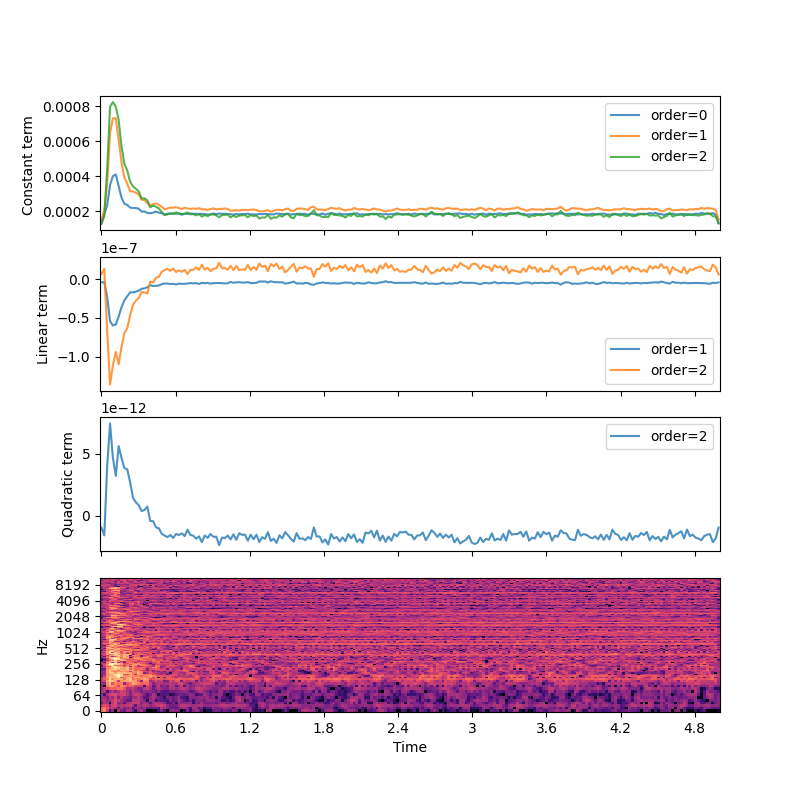 0.0008
0.0006
0.0004
0.0002
Constant term
order=0
order=1
order=2
1e−7
0.0
−0.5
−1.0
Linear term
order=1
order=2
1e−12
5
0
Quadratic term
order=2
8192
4096
2048
1024
512
256
128
64
0
Hz
0 0.6 1.2 1.8 2.4 3 3.6 4.2 4.8
Time